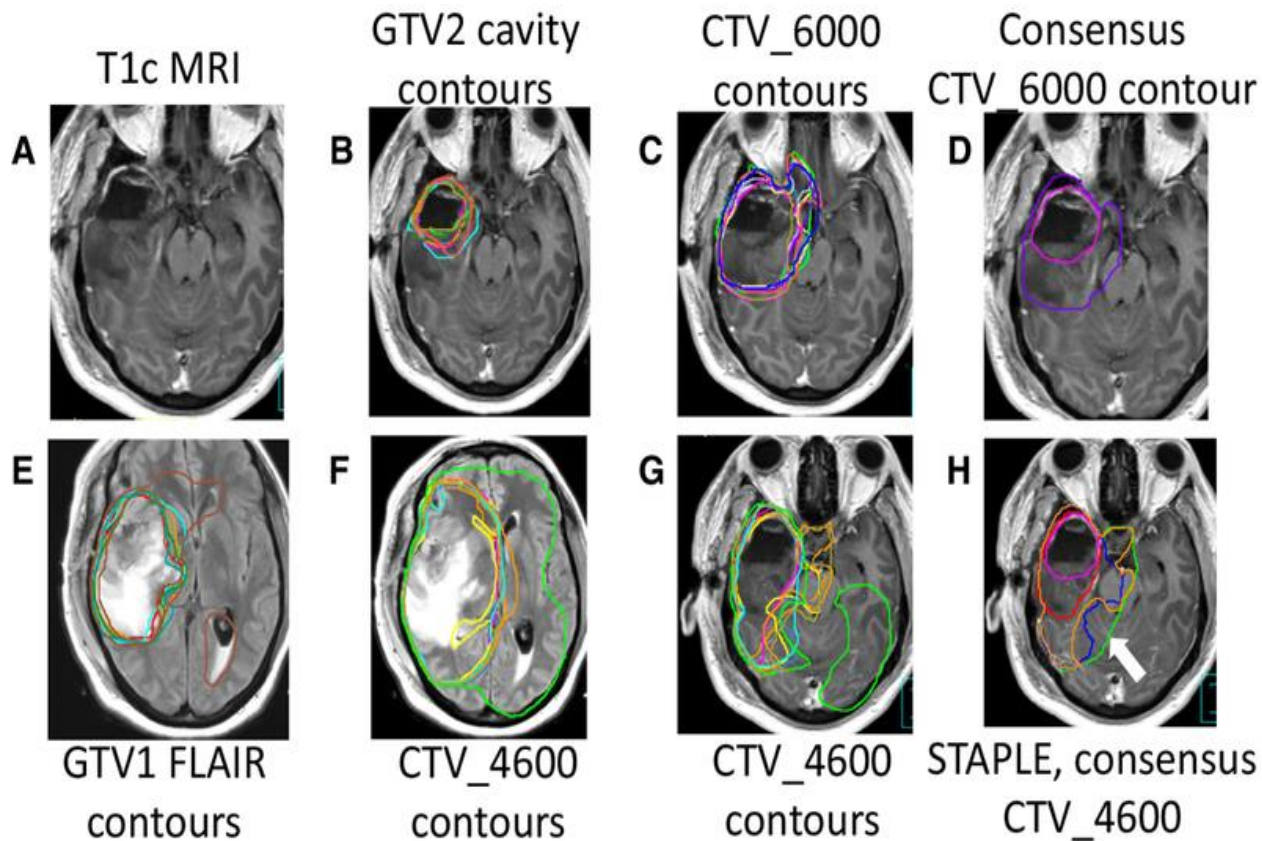 T1c MRI
GTV2 cavity
contours
CTV_6000
contours
Consensus
CTV_6000 contour
A
B
C
D
E
F
G
H
GTV1 FLAIR
contours
CTV_4600
contours
CTV_4600
contours
STAPLE, consensus
CTV_4600